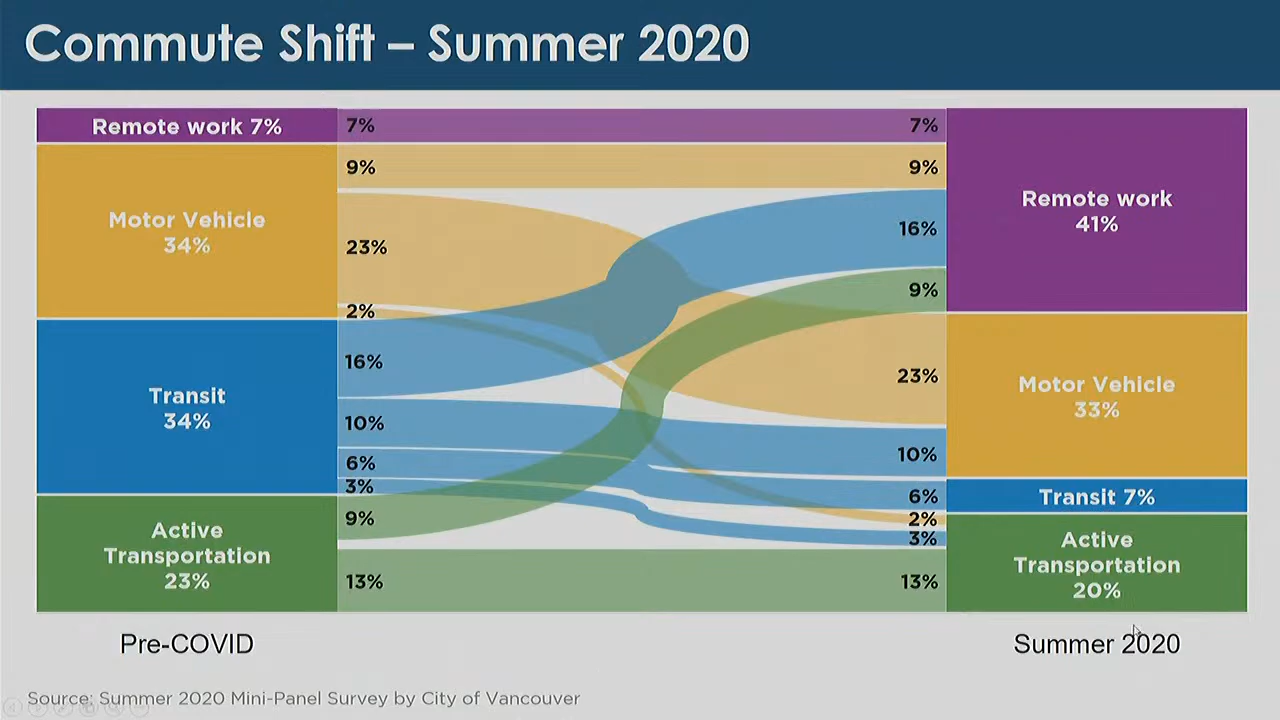 Commute Shift – Summer 2020
Remote work 7%
7%
7%
Remote work
41%
Motor Vehicle
34%
9%
9%
23%
16%
2%
9%
Transit
34%
16%
23%
Motor Vehicle
33%
10%
10%
6%
6%
Transit 7%
3%
2%
3%
Active
Transportation
23%
9%
13%
13%
Active
Transportation
20%
Pre-COVID
Summer 2020
Source: Summer 2020 Mini-Panel Survey by City of Vancouver